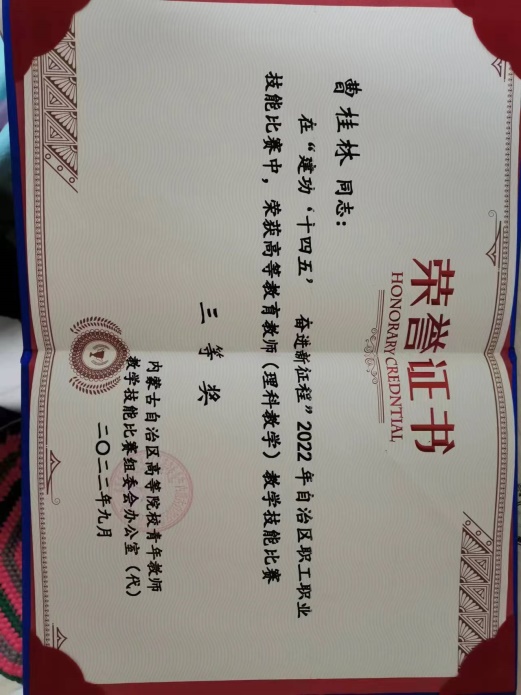 荣誉证书
HONORARY CREDNTIAL
曹桂林 同志：
在“建功‘十四五’ 奋进新征程”2022年自治区职工职业
技能比赛中，荣获高等教育教师（理科教学）教学技能比赛
三等奖
内蒙古自治区高等院校青年教师
教学技能比赛组委会办公室（代）
二〇二二年九月